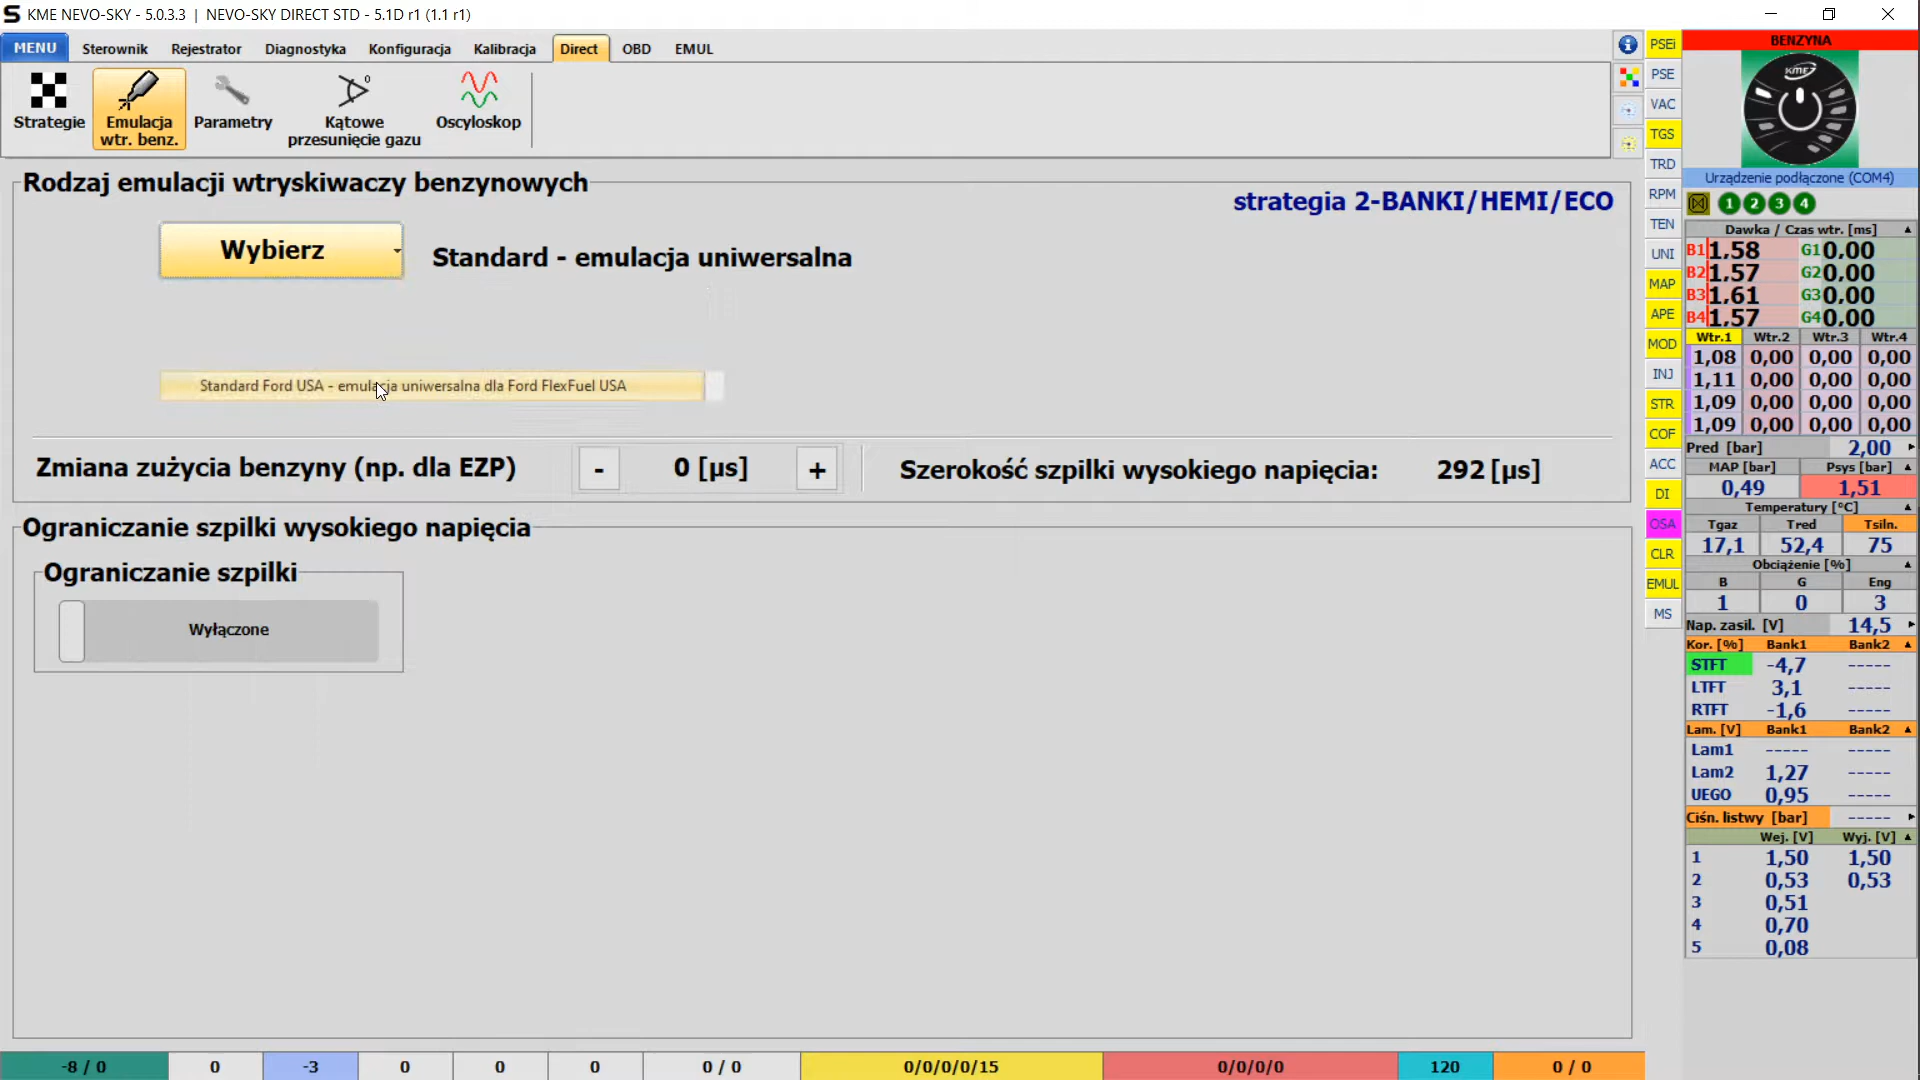 KME NEVO-SKY - 5.0.3.3 | NEVO-SKY DIRECT STD - 5.1D r1 (1.1 r1)
MENU Sterownik Rejestrator Diagnostyka Konfiguracja Kalibracja Direct OBD EMUL
Strategie
Emulacja
wtr. benz.
Parametry
Kątowe
przesunięcie gazu
Oscyloskop
Rodzaj emulacji wtryskiwaczy benzynowych
strategia 2-BANKI/HEMI/ECO
Wybierz
Standard - emulacja uniwersalna
Standard Ford USA - emulacja uniwersalna dla Ford FlexFuel USA
Zmiana zużycia benzyny (np. dla EZP) - 0 [µs] +
Szerokość szpilki wysokiego napięcia: 292 [µs]
Ograniczanie szpilki wysokiego napięcia
Ograniczanie szpilki
Wyłączone
-8 / 0 0 -3 0 0 0 0 / 0 0/0/0/0/15 0/0/0/0 120 0 / 0
PSEi
PSE
VAC
TGS
TRD
RPM
TEN
UNI
MAP
APE
MOD
INJ
STR
COF
ACC
DI
OSA
CLR
EMUL
MS
BENZYNA
KME
Urządzenie podłączone (COM4)
1 2 3 4
Dawka / Czas wtr. [ms]
B1 1,58 G1 0,00
B2 1,57 G2 0,00
B3 1,61 G3 0,00
B4 1,57 G4 0,00
Wtr.1 Wtr.2 Wtr.3 Wtr.4
1,08 0,00 0,00 0,00
1,11 0,00 0,00 0,00
1,09 0,00 0,00 0,00
1,09 0,00 0,00 0,00
Pred [bar] 2,00
MAP [bar] Psys [bar]
0,49 1,51
Temperatury [°C]
Tgaz Tred Tsiln.
17,1 52,4 75
Obciążenie [%]
B G Eng
1 0 3
Nap. zasil. [V] 14,5
Kor. [%] Bank1 Bank2
STFT -4,7 -----
LTFT 3,1 -----
RTFT -1,6 -----
Lam. [V] Bank1 Bank2
Lam1 ----- -----
Lam2 1,27 -----
UEGO 0,95 -----
Ciśn. listwy [bar] -----
Wej. [V] Wyj. [V]
1 1,50 1,50
2 0,53 0,53
3 0,51
4 0,70
5 0,08